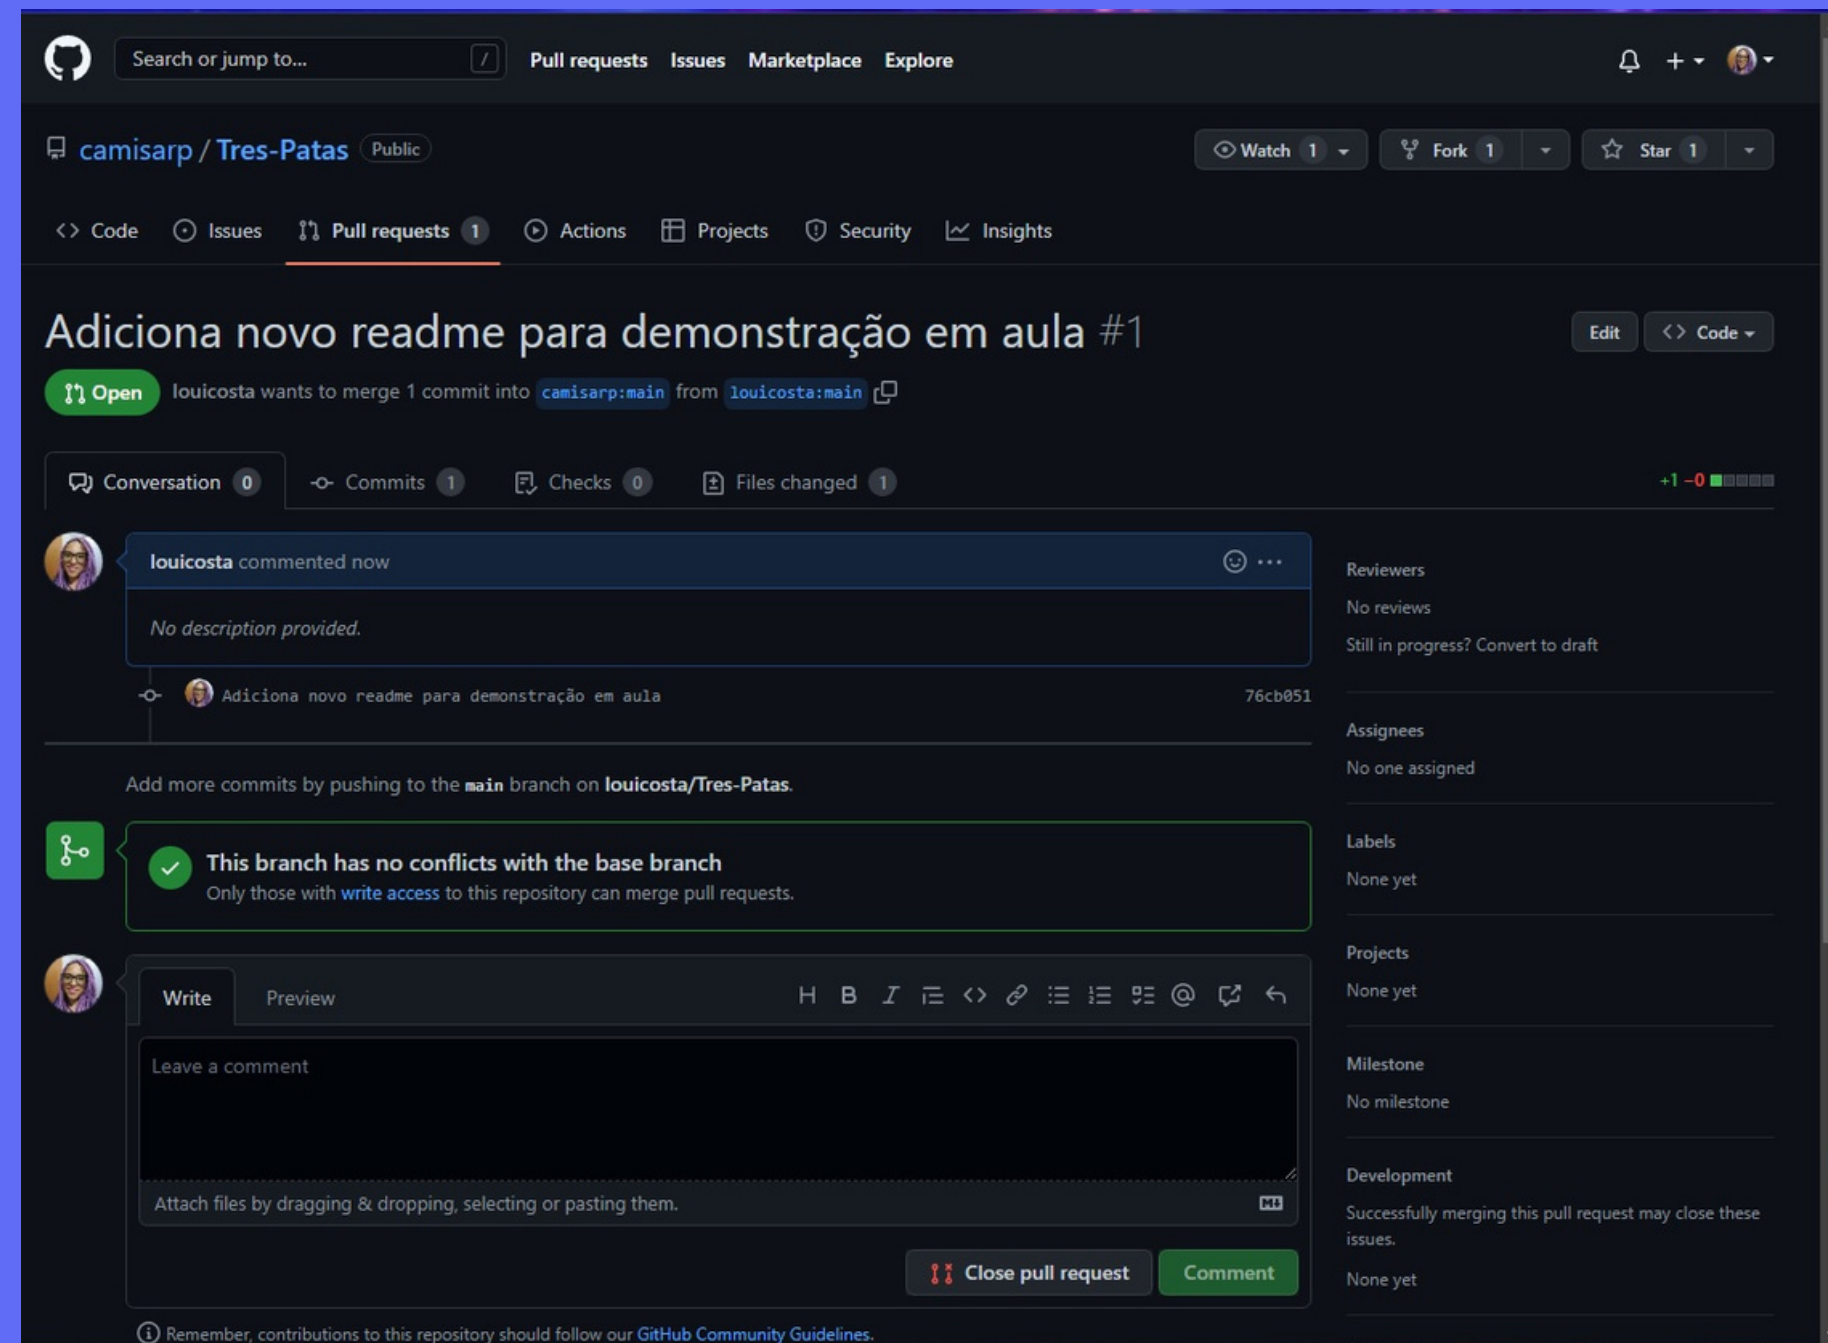 Search or jump to... / Pull requests Issues Marketplace Explore
camisarp / Tres-Patas Public Watch 1 Fork 1 Star 1
Code Issues Pull requests 1 Actions Projects Security Insights
Adiciona novo readme para demonstração em aula #1 Edit Code
Open louicosta wants to merge 1 commit into camisarp:main from louicosta:main
Conversation 0 Commits 1 Checks 0 Files changed 1 +1 −0
louicosta commented now
No description provided.
Adiciona novo readme para demonstração em aula 76cb051
Add more commits by pushing to the main branch on louicosta/Tres-Patas.
This branch has no conflicts with the base branch
Only those with write access to this repository can merge pull requests.
Write Preview H B I
Leave a comment
Attach files by dragging & dropping, selecting or pasting them.
Close pull request Comment
Remember, contributions to this repository should follow our GitHub Community Guidelines.
Reviewers
No reviews
Still in progress? Convert to draft
Assignees
No one assigned
Labels
None yet
Projects
None yet
Milestone
No milestone
Development
Successfully merging this pull request may close these
issues.
None yet